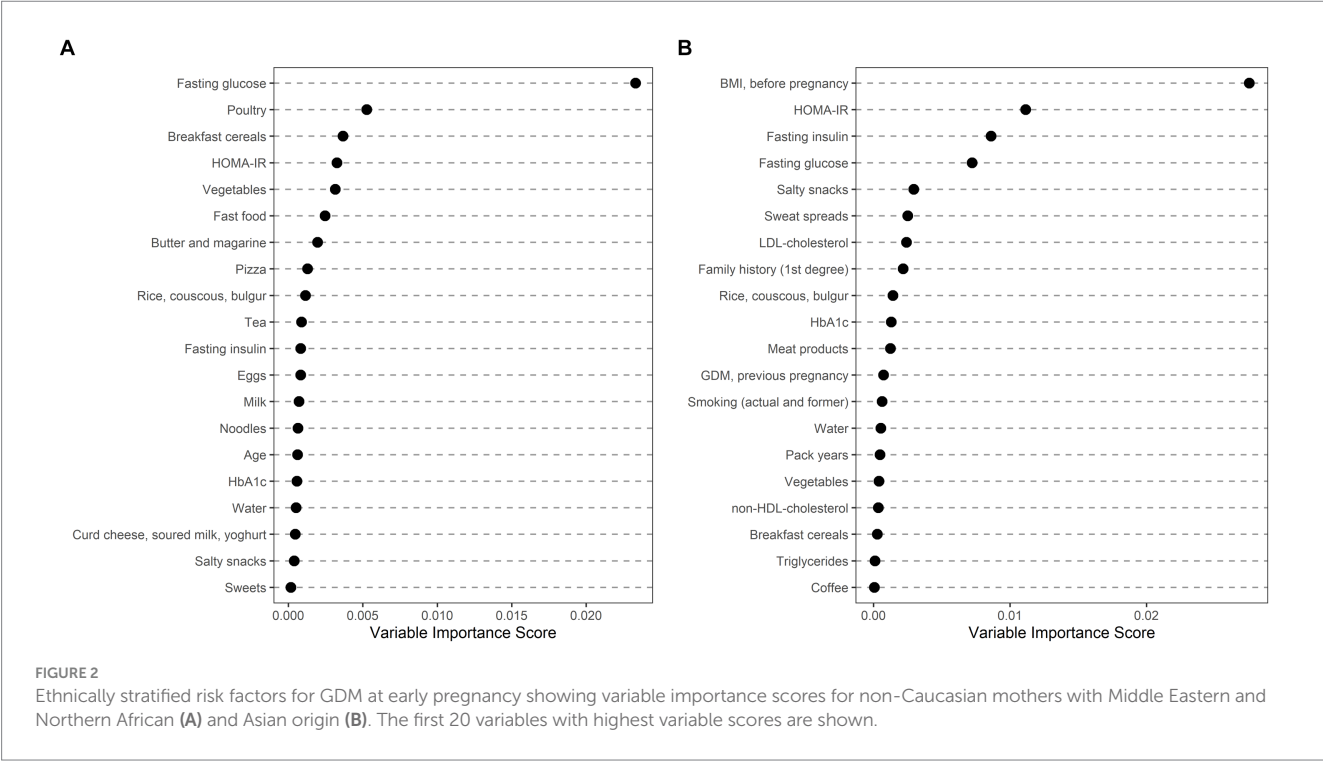 A
Fasting glucose
Poultry
Breakfast cereals
HOMA-IR
Vegetables
Fast food
Butter and magarine
Pizza
Rice, couscous, bulgur
Tea
Fasting insulin
Eggs
Milk
Noodles
Age
HbA1c
Water
Curd cheese, soured milk, yoghurt
Salty snacks
Sweets
0.000 0.005 0.010 0.015 0.020
Variable Importance Score
B
BMI, before pregnancy
HOMA-IR
Fasting insulin
Fasting glucose
Salty snacks
Sweat spreads
LDL-cholesterol
Family history (1st degree)
Rice, couscous, bulgur
HbA1c
Meat products
GDM, previous pregnancy
Smoking (actual and former)
Water
Pack years
Vegetables
non-HDL-cholesterol
Breakfast cereals
Triglycerides
Coffee
0.00 0.01 0.02
Variable Importance Score
FIGURE 2
Ethnically stratified risk factors for GDM at early pregnancy showing variable importance scores for non-Caucasian mothers with Middle Eastern and
Northern African (A) and Asian origin (B). The first 20 variables with highest variable scores are shown.